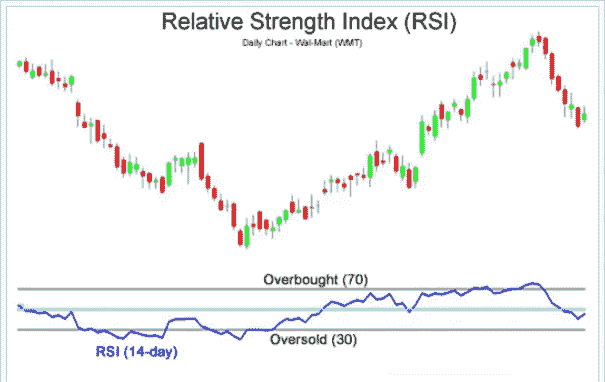 Relative Strength Index (RSI)
Daily Chart - Wal-Mart (WMT)
Overbought (70)
Oversold (30)
RSI (14-day)